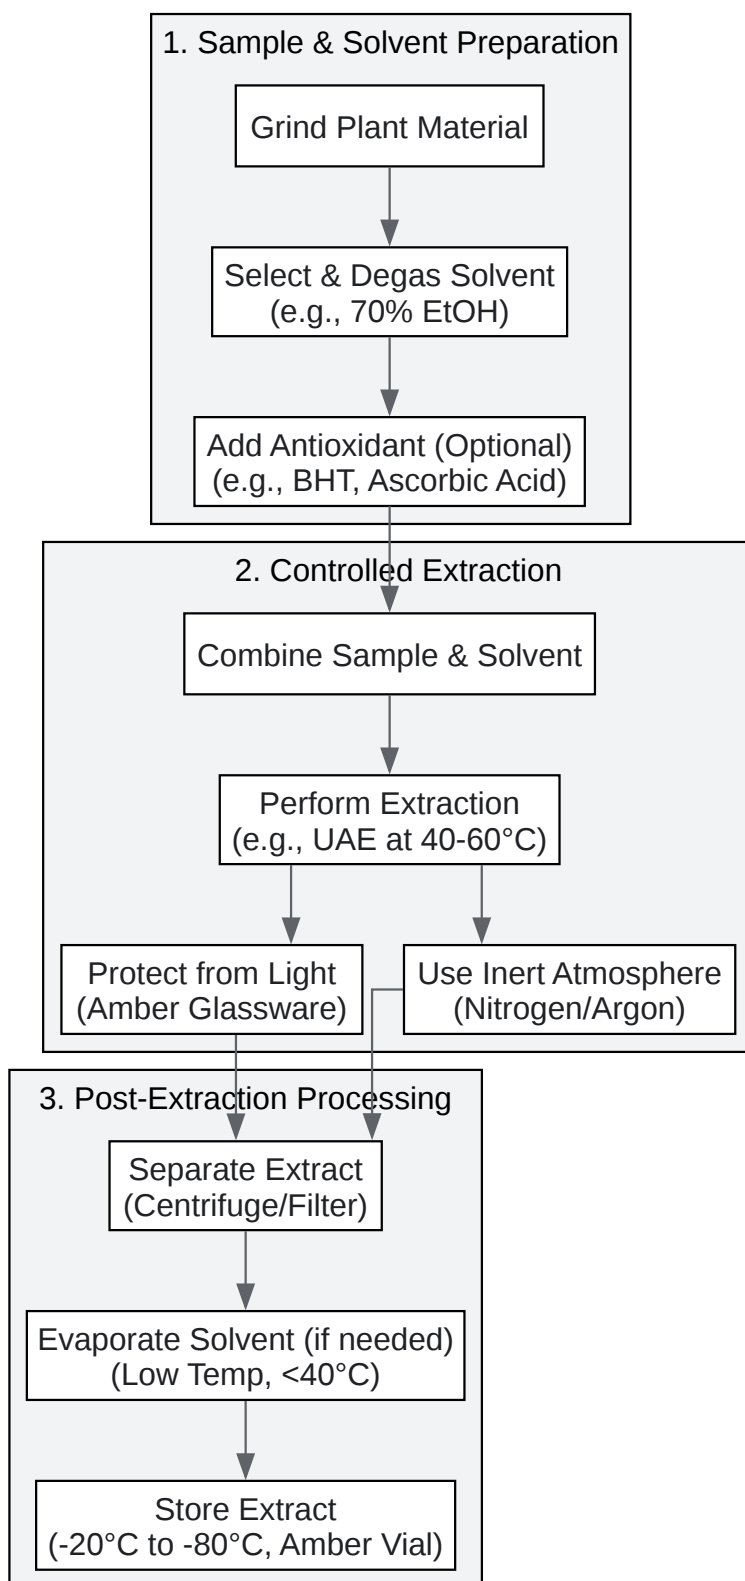 1. Sample & Solvent Preparation
Grind Plant Material
Select & Degas Solvent
(e.g., 70% EtOH)
Add Antioxidant (Optional)
(e.g., BHT, Ascorbic Acid)
2. Controlled Extraction
Combine Sample & Solvent
Perform Extraction
(e.g., UAE at 40-60°C)
Protect from Light
(Amber Glassware)
Use Inert Atmosphere
(Nitrogen/Argon)
3. Post-Extraction Processing
Separate Extract
(Centrifuge/Filter)
Evaporate Solvent (if needed)
(Low Temp, <40°C)
Store Extract
(-20°C to -80°C, Amber Vial)